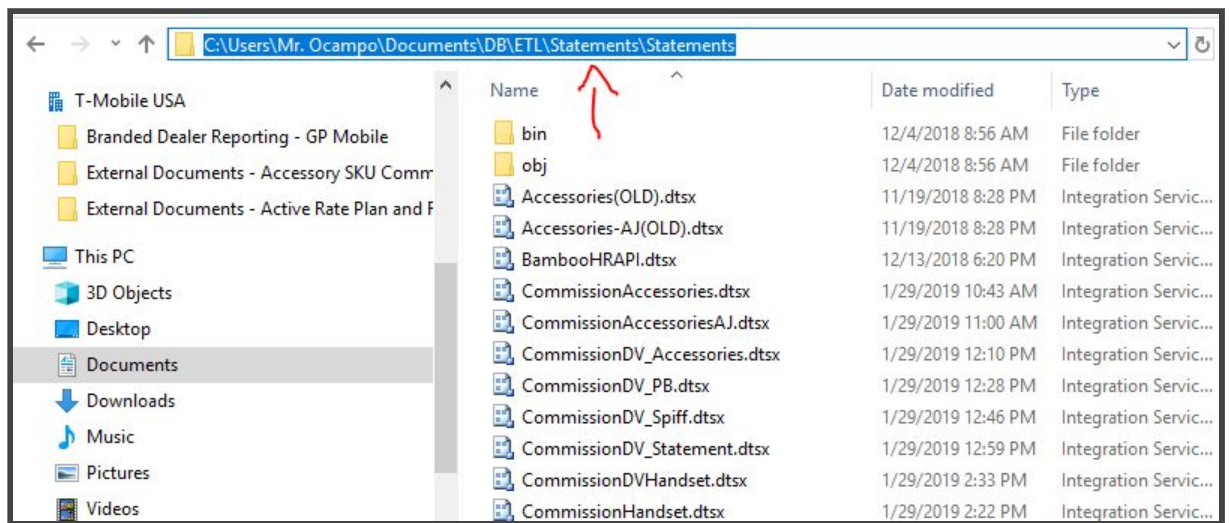 C:\Users\Mr. Ocampo\Documents\DB\ETL\Statements\Statements
T-Mobile USA
Branded Dealer Reporting - GP Mobile
External Documents - Accessory SKU Comm
External Documents - Active Rate Plan and F
This PC
3D Objects
Desktop
Documents
Downloads
Music
Pictures
Videos
Name Date modified Type
bin 12/4/2018 8:56 AM File folder
obj 12/4/2018 8:56 AM File folder
Accessories(OLD).dtsx 11/19/2018 8:28 PM Integration Servic...
Accessories-AJ(OLD).dtsx 11/19/2018 8:28 PM Integration Servic...
BambooHRAPI.dtsx 12/13/2018 6:20 PM Integration Servic...
CommissionAccessories.dtsx 1/29/2019 10:43 AM Integration Servic...
CommissionAccessoriesAJ.dtsx 1/29/2019 11:00 AM Integration Servic...
CommissionDV_Accessories.dtsx 1/29/2019 12:10 PM Integration Servic...
CommissionDV_PB.dtsx 1/29/2019 12:28 PM Integration Servic...
CommissionDV_Spiff.dtsx 1/29/2019 12:46 PM Integration Servic...
CommissionDV_Statement.dtsx 1/29/2019 12:59 PM Integration Servic...
CommissionDVHandset.dtsx 1/29/2019 2:33 PM Integration Servic...
CommissionHandset.dtsx 1/29/2019 2:22 PM Integration Servic...